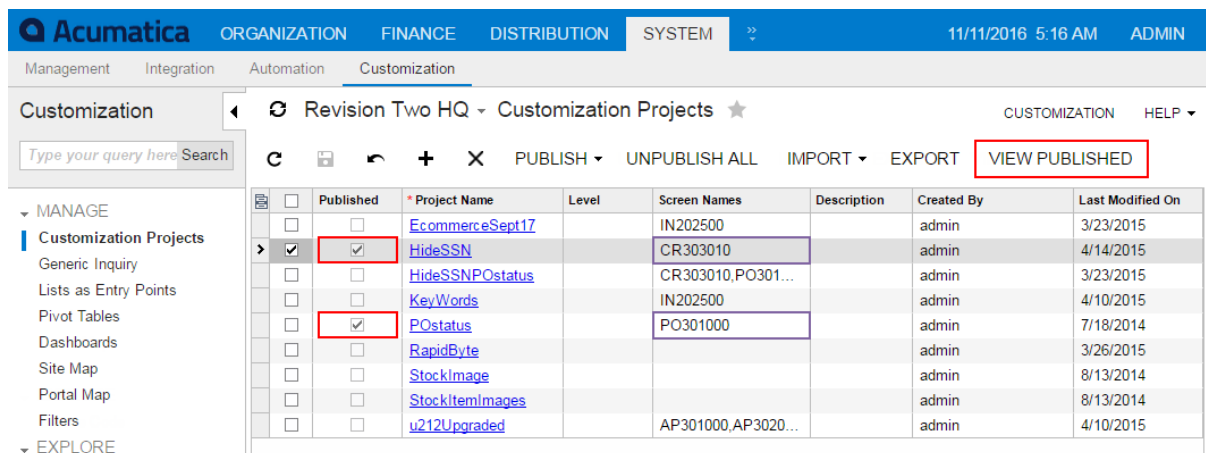 Acumatica ORGANIZATION FINANCE DISTRIBUTION SYSTEM 11/11/2016 5:16 AM ADMIN
Management Integration Automation Customization
Customization
Type your query here Search
MANAGE
Customization Projects
Generic Inquiry
Lists as Entry Points
Pivot Tables
Dashboards
Site Map
Portal Map
Filters
EXPLORE
Revision Two HQ Customization Projects CUSTOMIZATION HELP
PUBLISH UNPUBLISH ALL IMPORT EXPORT VIEW PUBLISHED
Published * Project Name Level Screen Names Description Created By Last Modified On
EcommerceSept17 IN202500 admin 3/23/2015
HideSSN CR303010 admin 4/14/2015
HideSSNPOstatus CR303010,PO301... admin 3/23/2015
KeyWords IN202500 admin 4/10/2015
POstatus PO301000 admin 7/18/2014
RapidByte admin 3/26/2015
StockImage admin 8/13/2014
StockItemImages admin 8/13/2014
u212Upgraded AP301000,AP3020... admin 4/10/2015